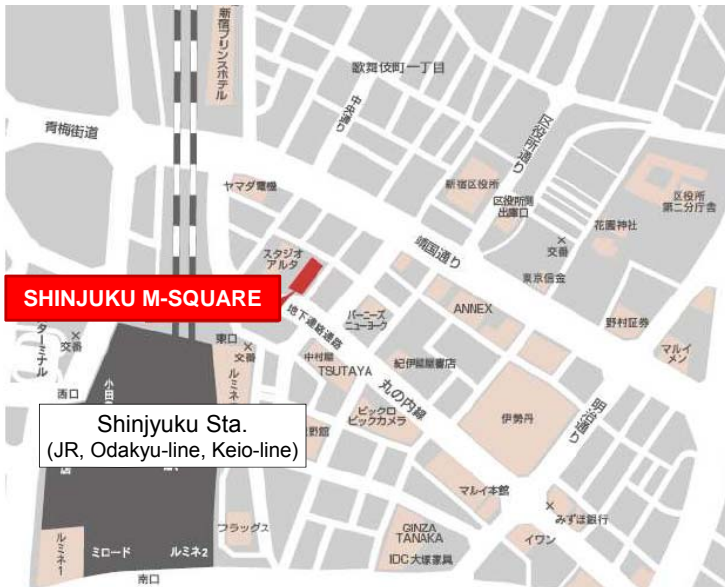 新宿プリンスホテル
歌舞伎町一丁目
中央通り
青梅街道
区役所通り
ヤマダ電機
新宿区役所
区役所側
出庫口
区役所
第二分庁舎
花園神社
交番
スタジオ
アルタ
靖国通り
東京信金
SHINJUKU M-SQUARE
地下連絡通路
バーニーズ
ニューヨーク
ANNEX
野村証券
ターミナル
交番
東口
交番
中村屋
TSUTAYA
紀伊國屋書店
マルイ
メン
西口
小田
ルミネ
丸の内線
Shinjyuku Sta.
(JR, Odakyu-line, Keio-line)
店
野館
ビックロ
ビックカメラ
伊勢丹
明治通り
マルイ本館
みずほ銀行
フラッグス
GINZA
TANAKA
イワン
IDC大塚家具
ルミネ1
ミロード
ルミネ2
南口